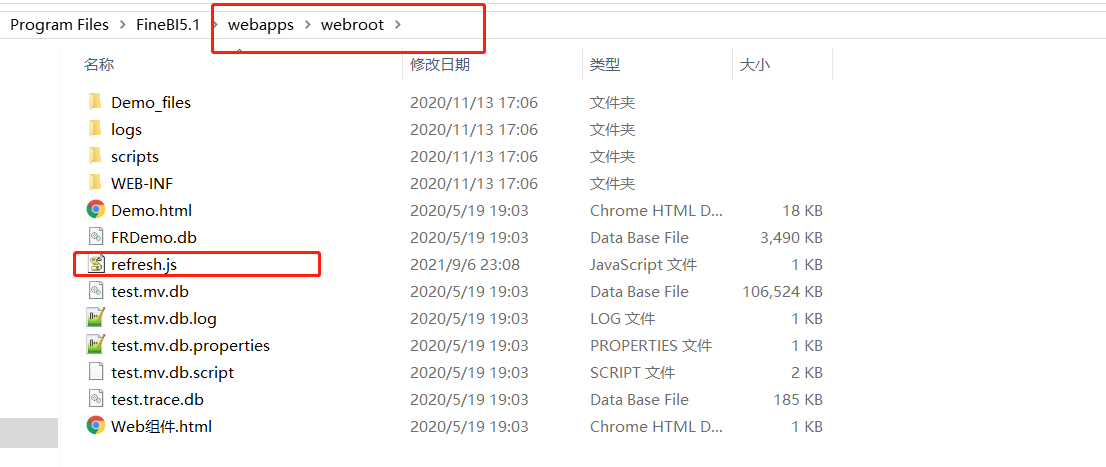 Program Files > FineBI5.1 > webapps > webroot >
名称 修改日期 类型 大小
Demo_files 2020/11/13 17:06 文件夹
logs 2020/11/13 17:06 文件夹
scripts 2020/11/13 17:06 文件夹
WEB-INF 2020/11/13 17:06 文件夹
Demo.html 2020/5/19 19:03 Chrome HTML D... 18 KB
FRDemo.db 2020/5/19 19:03 Data Base File 3,490 KB
refresh.js 2021/9/6 23:08 JavaScript 文件 1 KB
test.mv.db 2020/5/19 19:03 Data Base File 106,524 KB
test.mv.db.log 2020/5/19 19:03 LOG 文件 1 KB
test.mv.db.properties 2020/5/19 19:03 PROPERTIES 文件 1 KB
test.mv.db.script 2020/5/19 19:03 SCRIPT 文件 2 KB
test.trace.db 2020/5/19 19:03 Data Base File 185 KB
Web组件.html 2020/5/19 19:03 Chrome HTML D... 1 KB